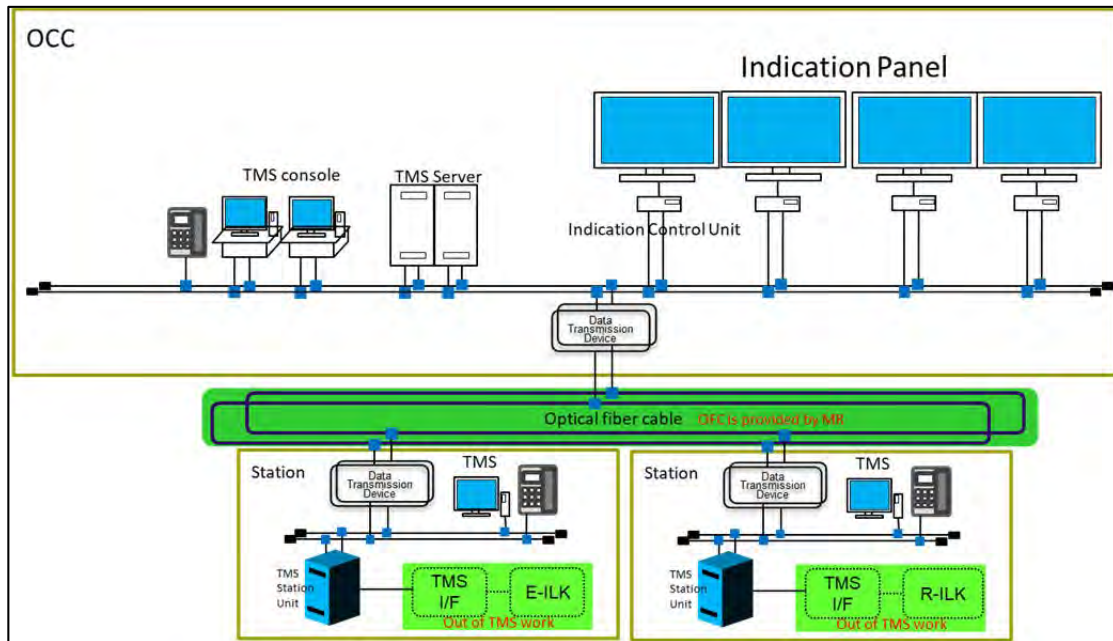 OCC
Indication Panel
TMS console
TMS Server
Indication Control Unit
Data
Transmission
Device
Optical fiber cable OFC is provided by MR
Station
Data
Transmission
Device
TMS
TMS
Station
Unit
TMS
I/F
E-ILK
Out of TMS work
Station
Data
Transmission
Device
TMS
TMS
Station
Unit
TMS
I/F
R-ILK
Out of TMS work